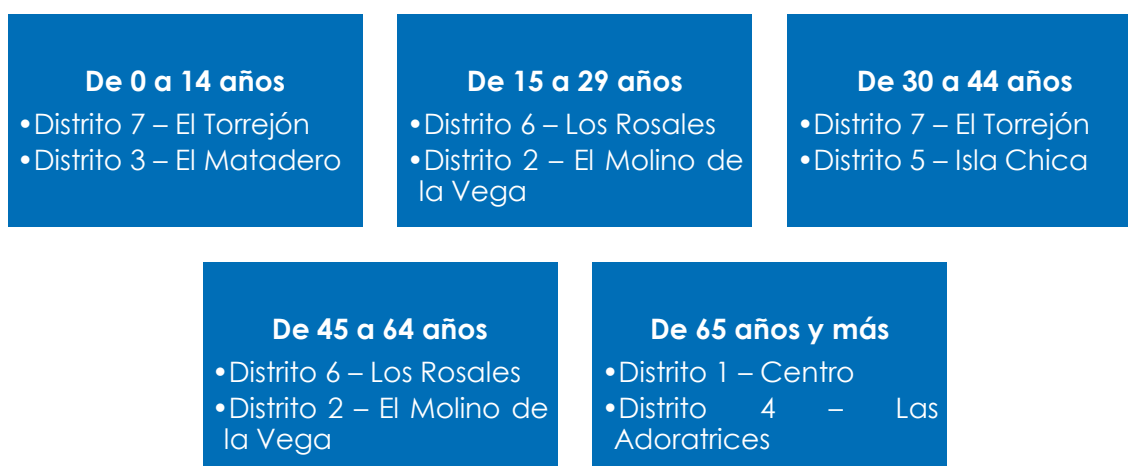 De 0 a 14 años
•Distrito 7 – El Torrejón
•Distrito 3 – El Matadero
De 15 a 29 años
•Distrito 6 – Los Rosales
•Distrito 2 – El Molino de
la Vega
De 30 a 44 años
•Distrito 7 – El Torrejón
•Distrito 5 – Isla Chica
De 45 a 64 años
•Distrito 6 – Los Rosales
•Distrito 2 – El Molino de
la Vega
De 65 años y más
•Distrito 1 – Centro
•Distrito 4 – Las
Adoratrices